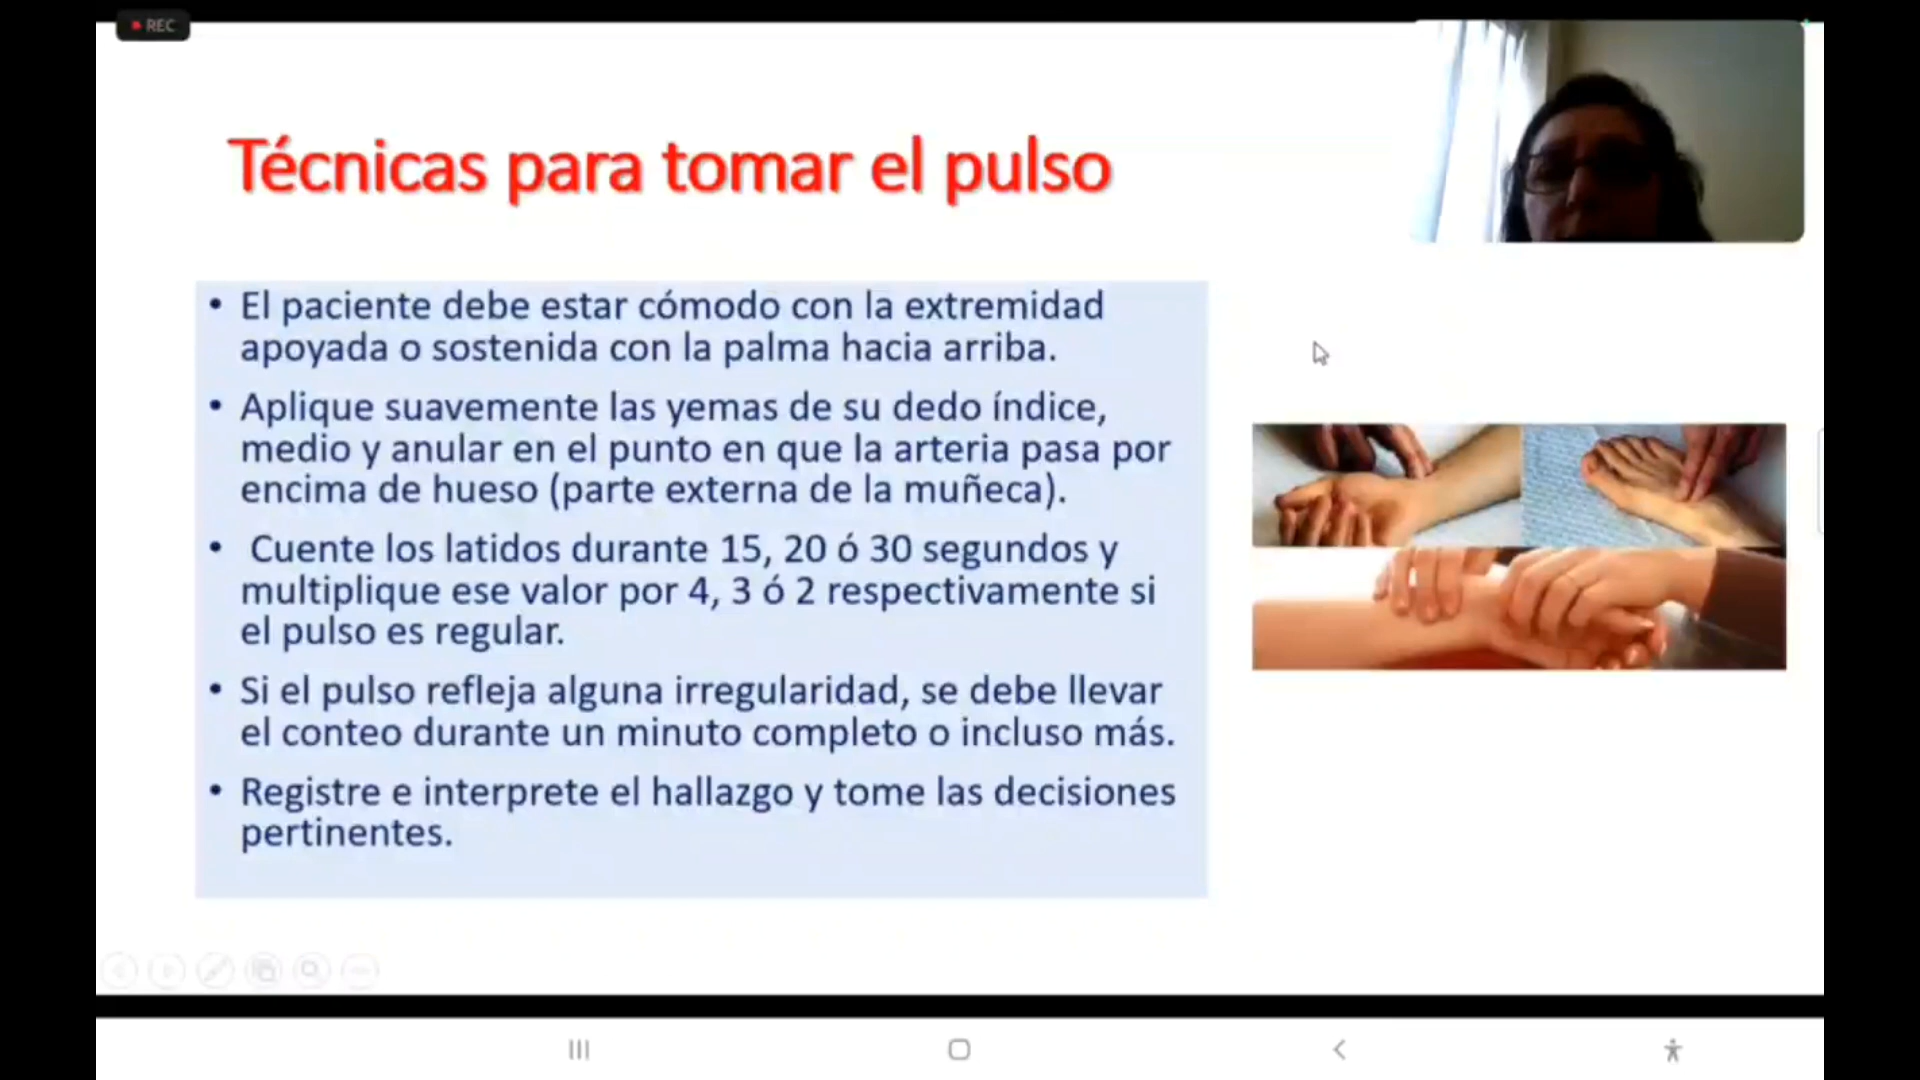 REC
Técnicas para tomar el pulso
• El paciente debe estar cómodo con la extremidad
apoyada o sostenida con la palma hacia arriba.
• Aplique suavemente las yemas de su dedo índice,
medio y anular en el punto en que la arteria pasa por
encima de hueso (parte externa de la muñeca).
• Cuente los latidos durante 15, 20 ó 30 segundos y
multiplique ese valor por 4, 3 ó 2 respectivamente si
el pulso es regular.
• Si el pulso refleja alguna irregularidad, se debe llevar
el conteo durante un minuto completo o incluso más.
• Registre e interprete el hallazgo y tome las decisiones
pertinentes.